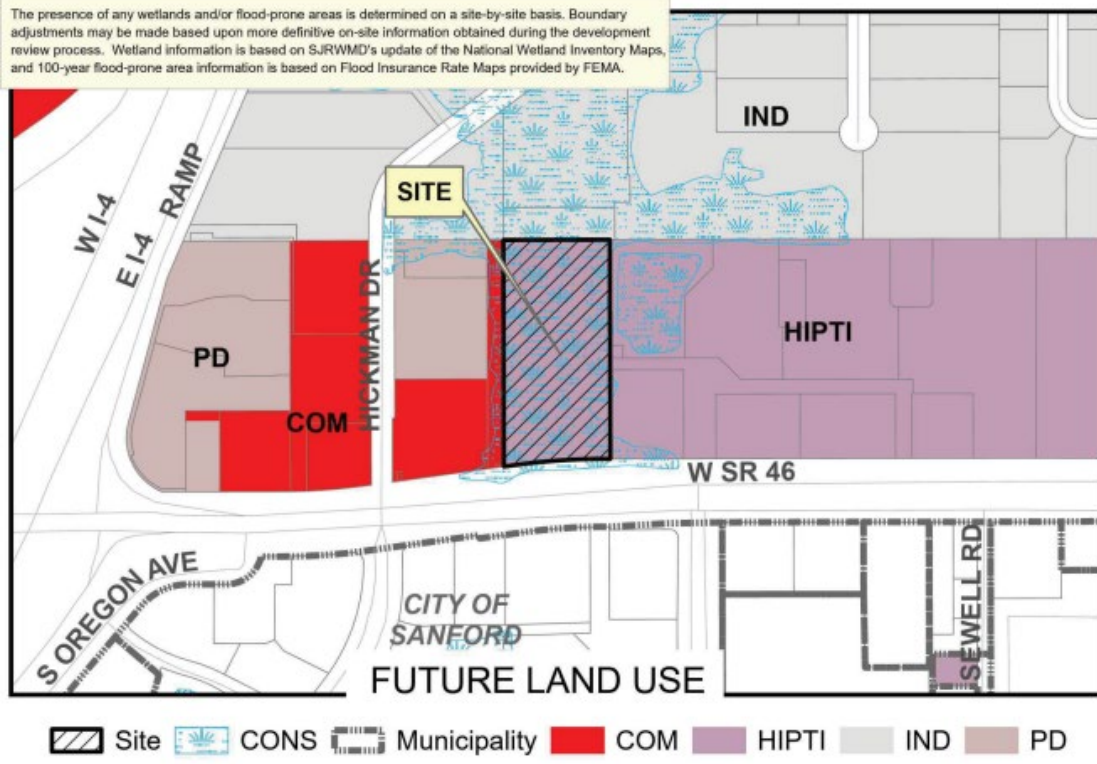 The presence of any wetlands and/or flood-prone areas is determined on a site-by-site basis. Boundary
adjustments may be made based upon more definitive on-site information obtained during the development
review process. Wetland information is based on SJRWMD's update of the National Wetland Inventory Maps,
and 100-year flood-prone area information is based on Flood Insurance Rate Maps provided by FEMA.
IND
W I-4
E I-4
RAMP
SITE
HICKMAN DR
PD
COM
HIPTI
W SR 46
S OREGON AVE
CITY OF
SANFORD
SEWELL RD
FUTURE LAND USE
Site CONS Municipality COM HIPTI IND PD